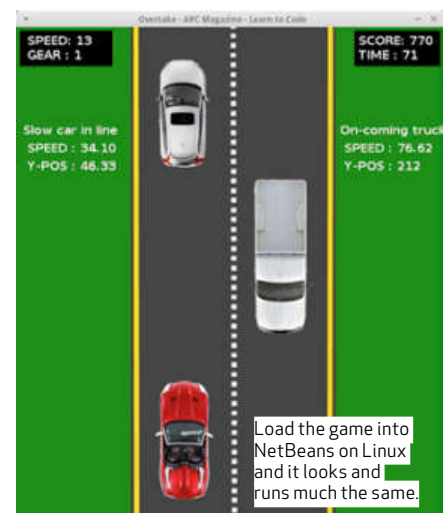 Overtake - APC Magazine - Learn to Code
SPEED: 13
GEAR : 1
SCORE: 770
TIME : 71
Slow car in line
SPEED : 34.10
Y-POS : 46.33
On-coming truck
SPEED : 76.62
Y-POS : 212
Load the game into
NetBeans on Linux
and it looks and
runs much the same.